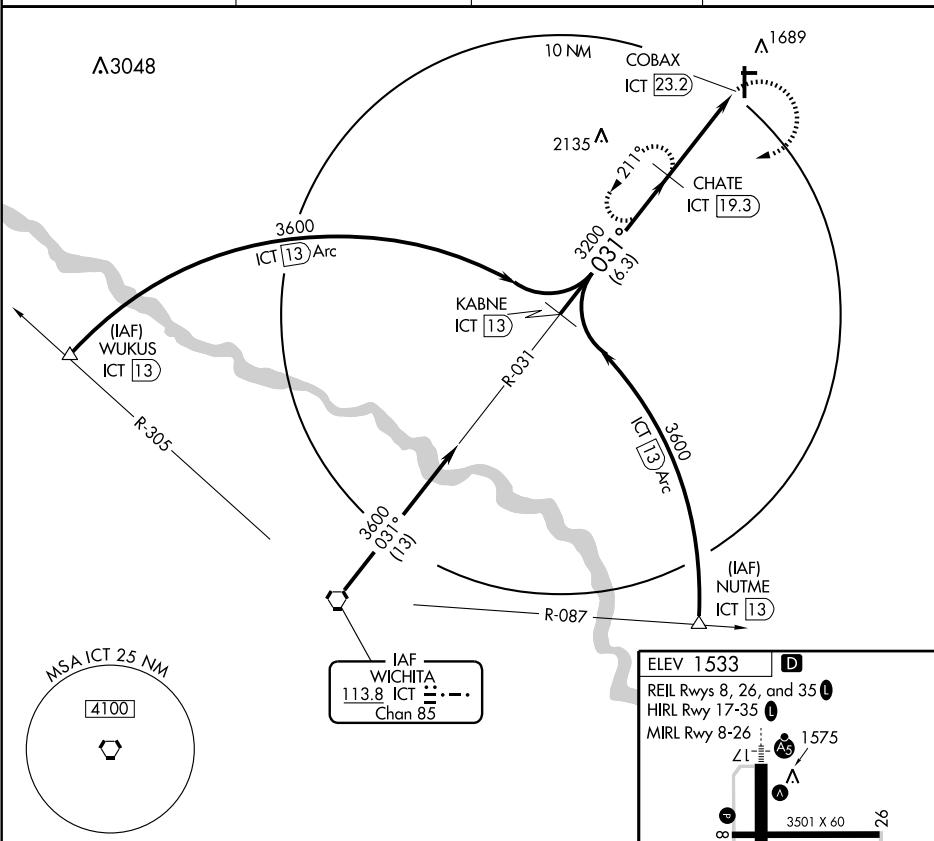 3048
10 NM
COBAX
ICT 23.2
1689
2135
211°
CHATE
ICT 19.3
3600
ICT 13 Arc
3200
031°
(6.3)
KABNE
ICT 13
(IAF)
WUKUS
ICT 13
R-031
R-305
3600
ICT 13 Arc
3600
031°
(13)
(IAF)
NUTME
ICT 13
R-087
IAF
WICHITA
113.8 ICT
Chan 85
MSA ICT 25 NM
4100
ELEV 1533 D
REIL Rwys 8, 26, and 35 L
HIRL Rwy 17-35 L
MIRL Rwy 8-26
17
A5
1575
V
P
8
3501 X 60
26